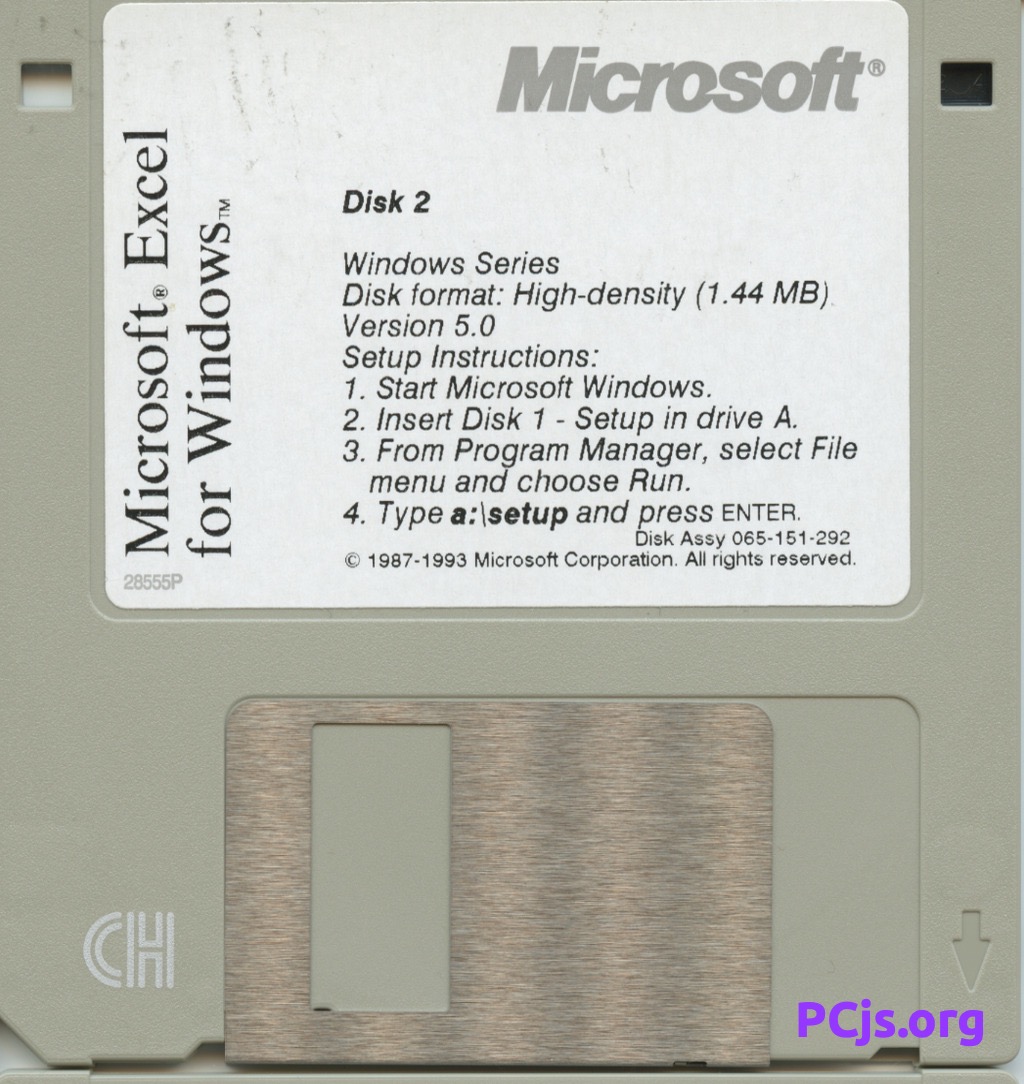 Microsoft®
Microsoft® Excel
for Windows™
Disk 2
Windows Series
Disk format: High-density (1.44 MB)
Version 5.0
Setup Instructions:
1. Start Microsoft Windows.
2. Insert Disk 1 - Setup in drive A.
3. From Program Manager, select File
menu and choose Run.
4. Type a:\setup and press ENTER.
Disk Assy 065-151-292
© 1987-1993 Microsoft Corporation. All rights reserved.
28555P
CH
PCjs.org